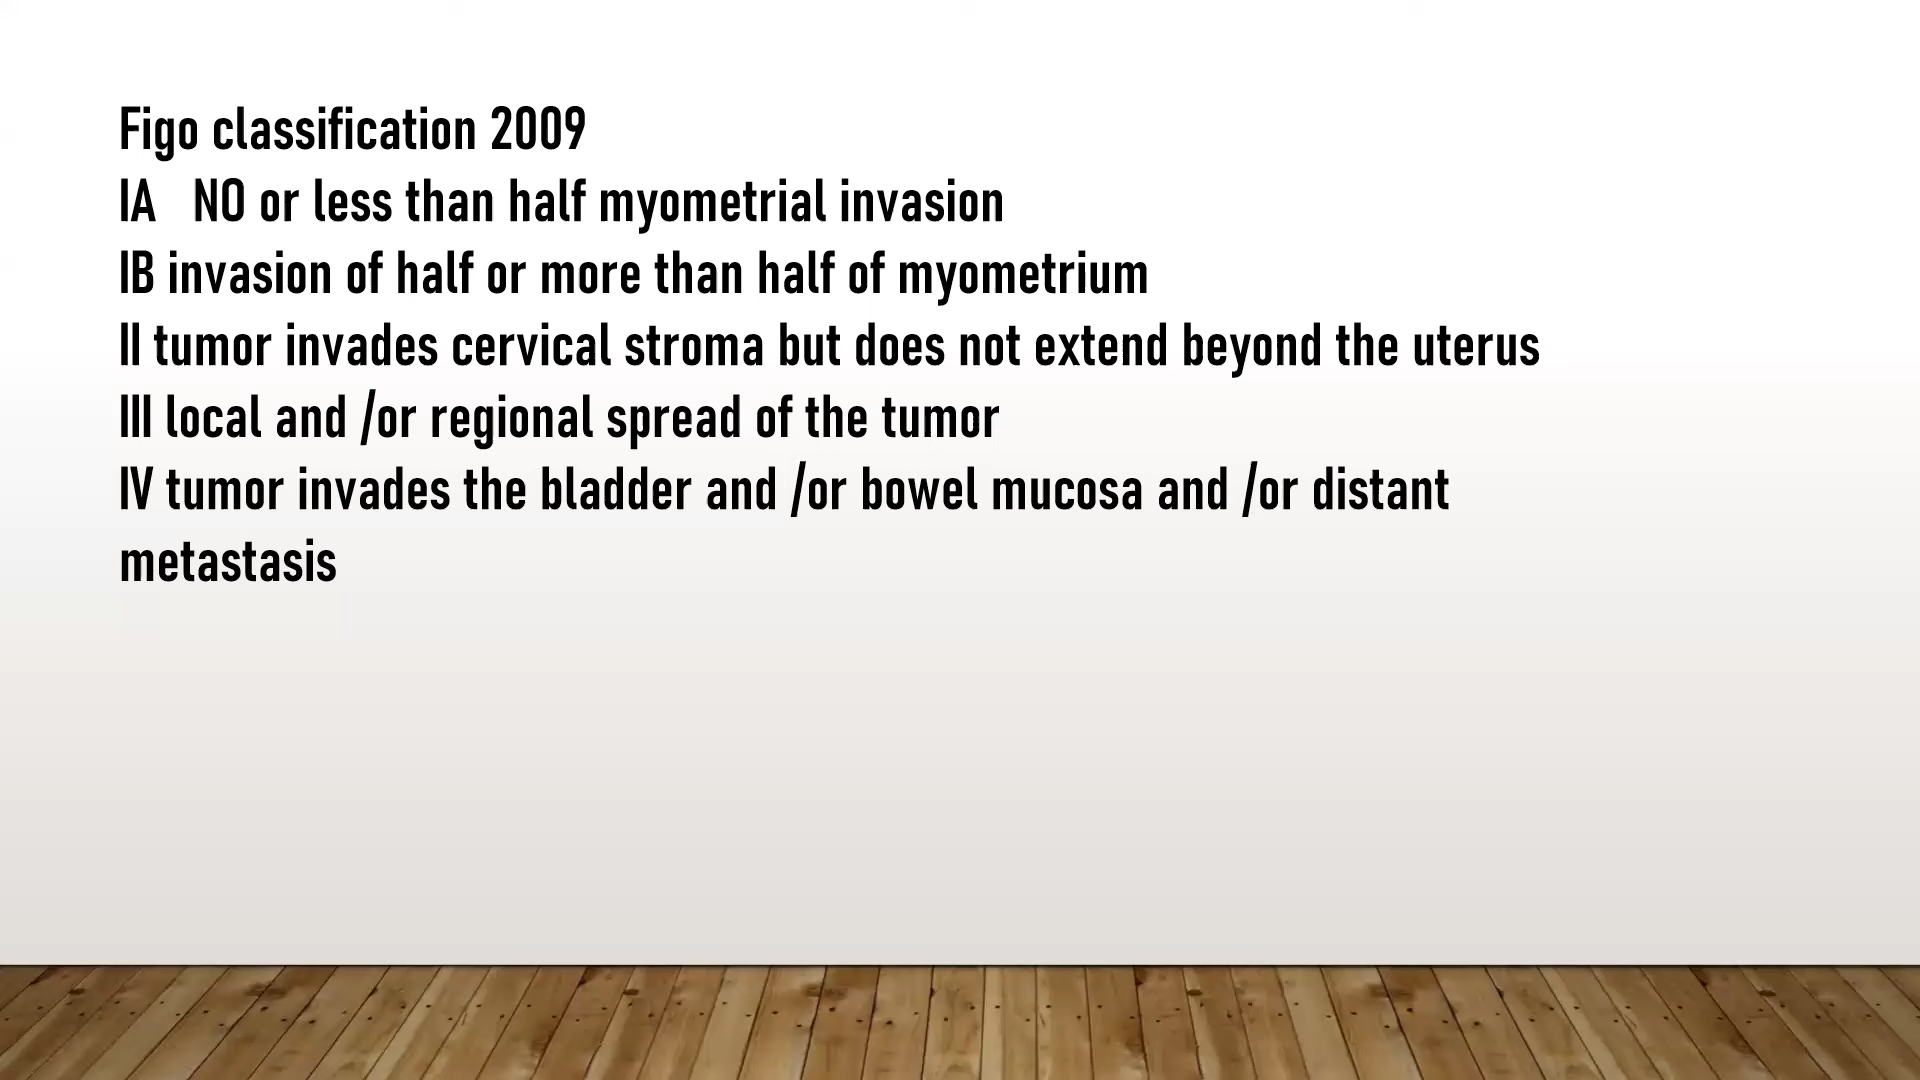 Figo classification 2009
IA   NO or less than half myometrial invasion
IB invasion of half or more than half of myometrium
II tumor invades cervical stroma but does not extend beyond the uterus
III local and /or regional spread of the tumor
IV tumor invades the bladder and /or bowel mucosa and /or distant
metastasis